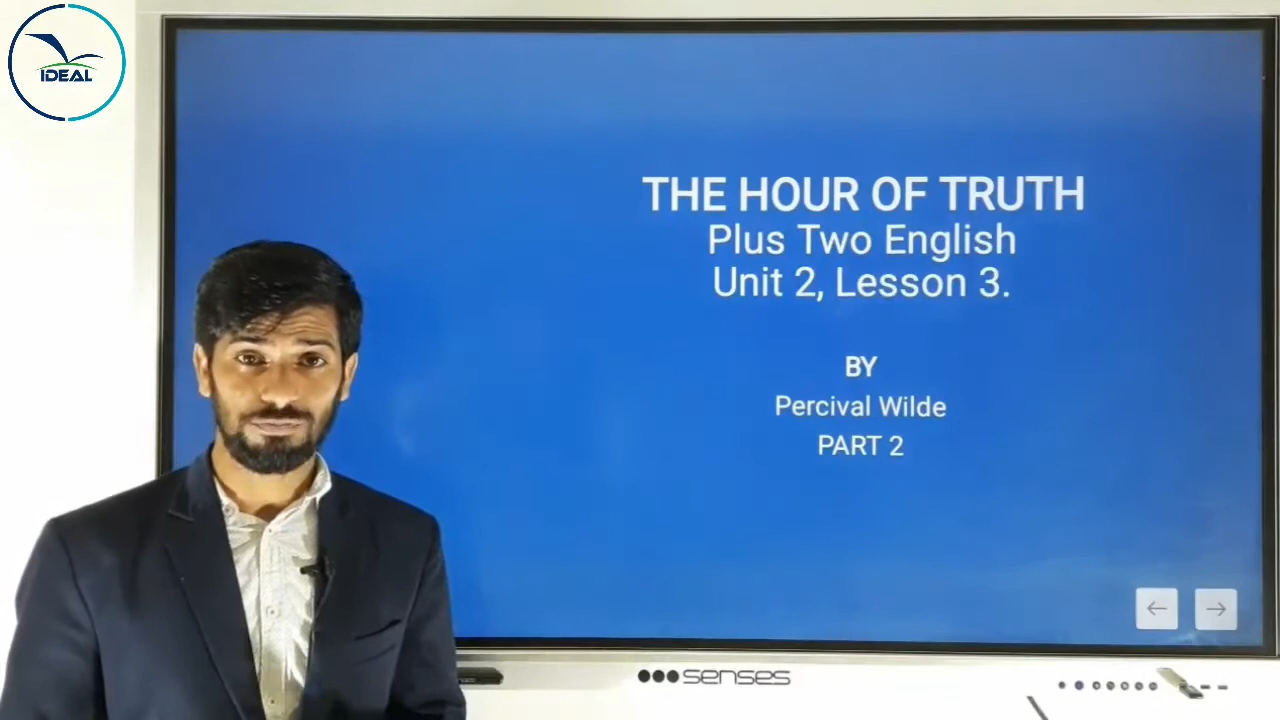 IDEAL
THE HOUR OF TRUTH
Plus Two English
Unit 2, Lesson 3.
BY
Percival Wilde
PART 2
senses